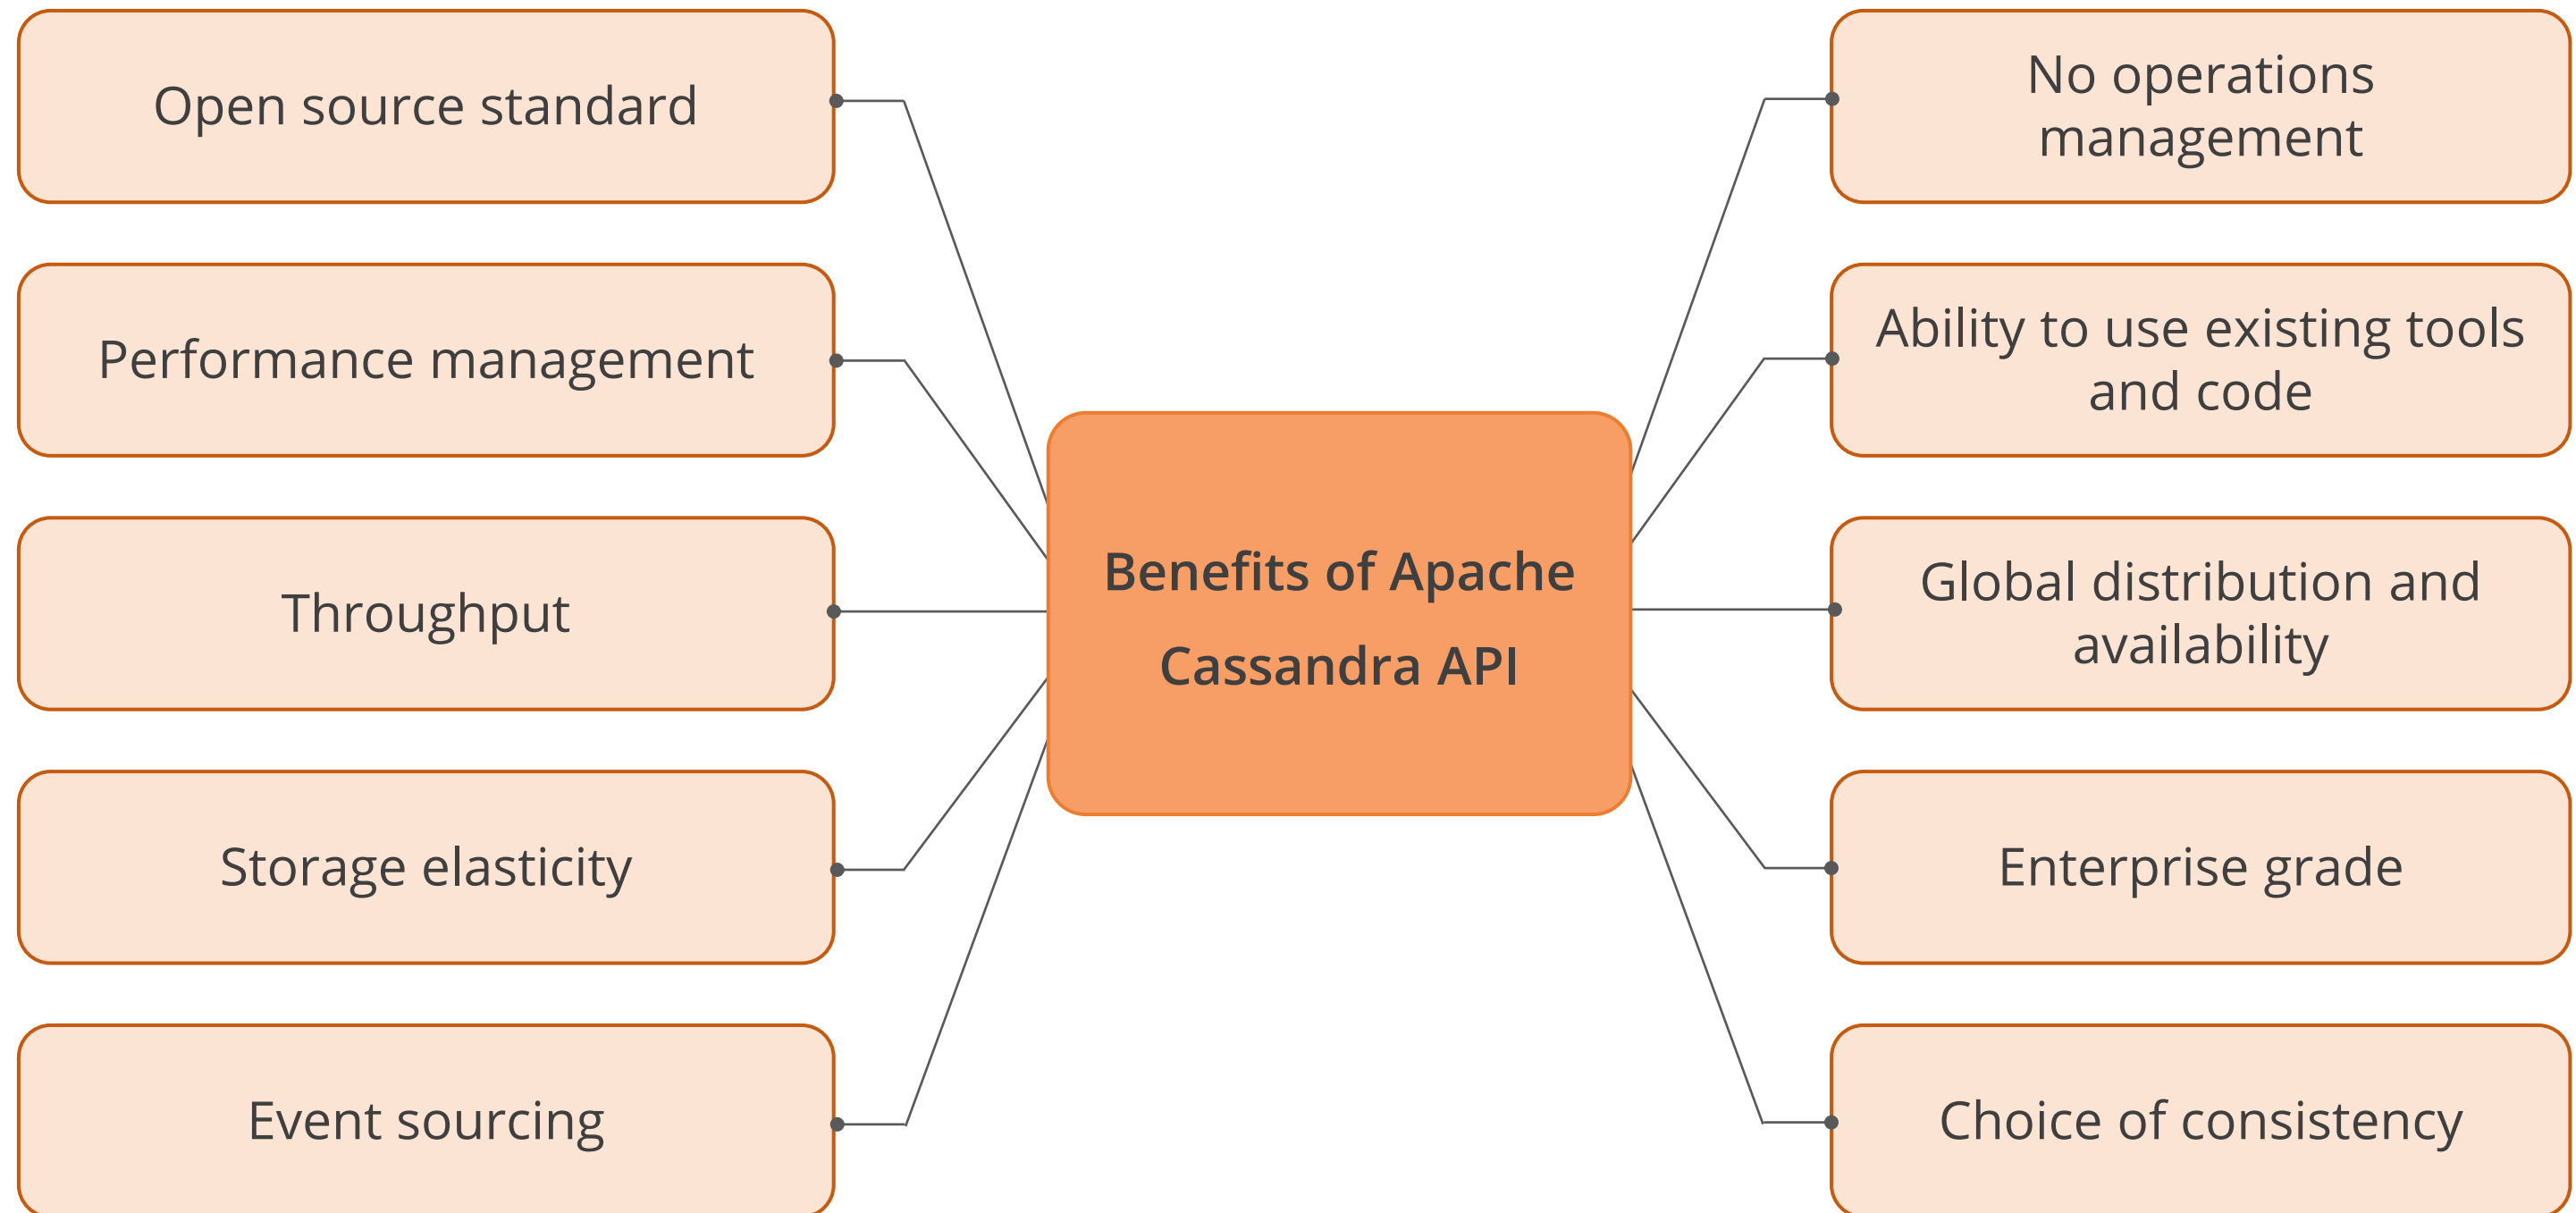 Open source standard
Performance management
Throughput
Storage elasticity
Event sourcing
Benefits of Apache
Cassandra API
No operations
management
Ability to use existing tools
and code
Global distribution and
availability
Enterprise grade
Choice of consistency